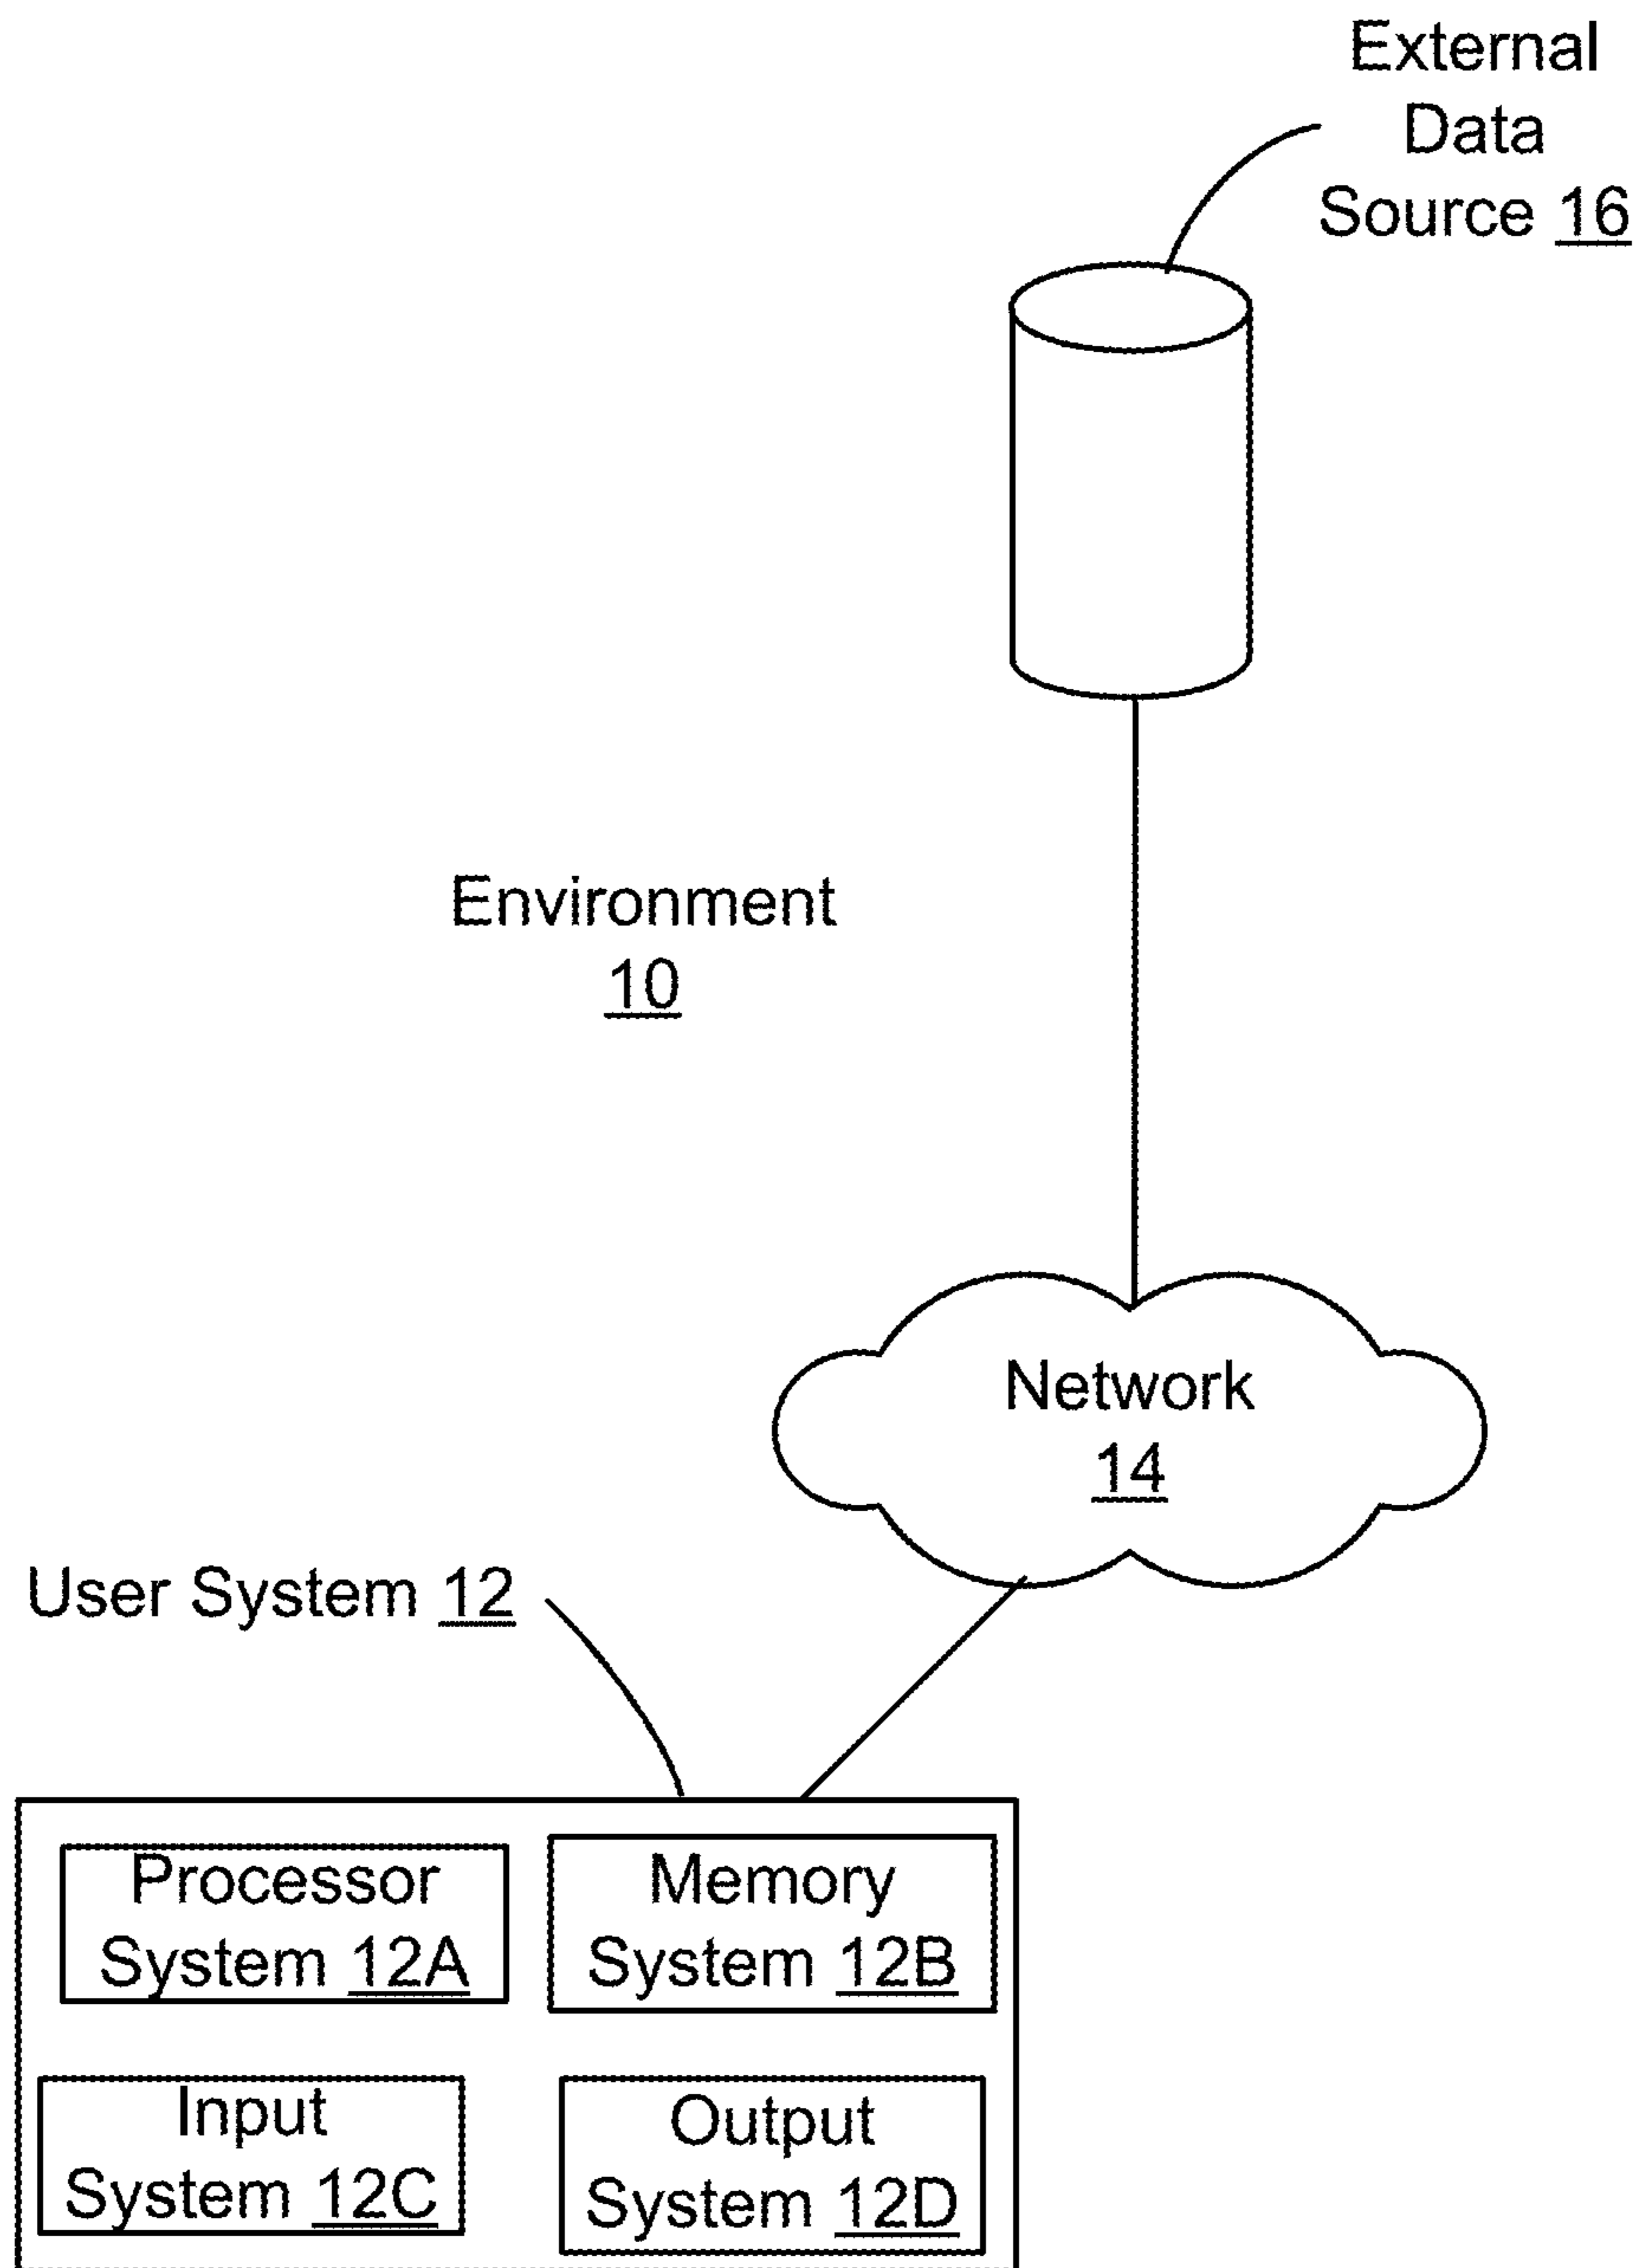 External
Data
Source 16
Environment
10
Network
14
User System 12
Processor
System 12A
Memory
System 12B
Input
System 12C
Output
System 12D